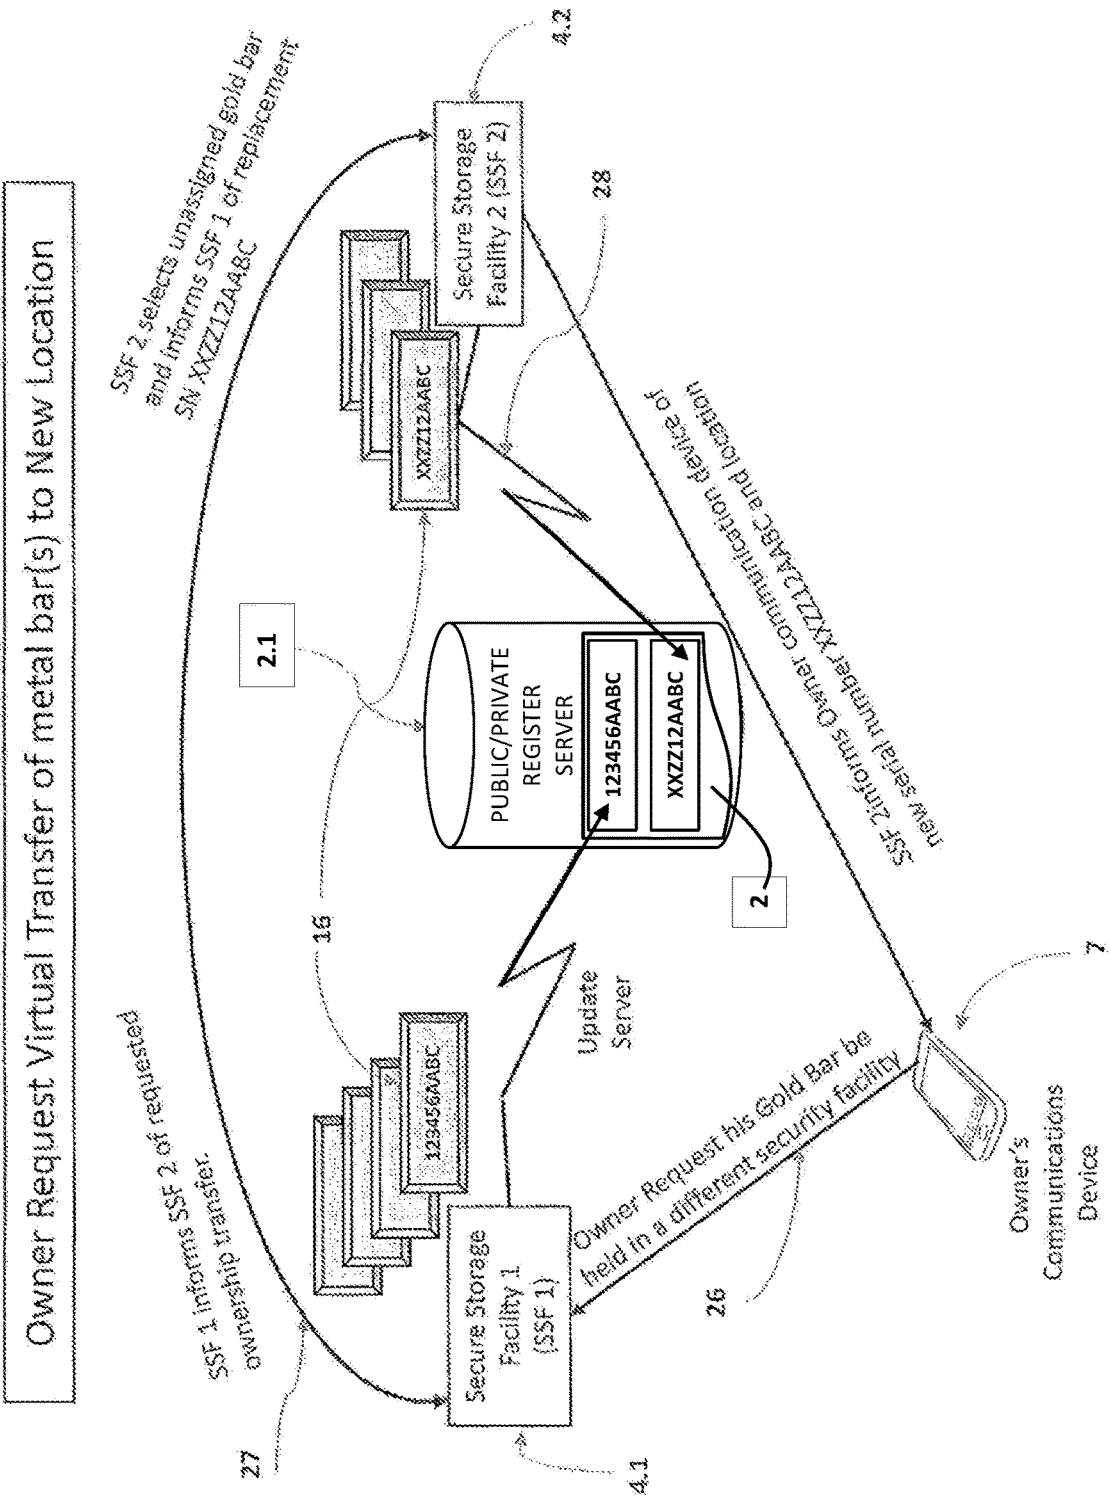 Owner Request Virtual Transfer of metal bar(s) to New Location
SSF 1 informs SSF 2 of requested
ownership transfer.
27
SSF 2 selects unassigned gold bar
and informs SSF 1 of replacement
SN XXZZ12AABC
16
2.1
123456AABC
XXZZ12AABC
Secure Storage
Facility 1
(SSF 1)
4.1
Secure Storage
Facility 2 (SSF 2)
4.2
PUBLIC/PRIVATE
REGISTER
SERVER
123456AABC
XXZZ12AABC
Update
Server
28
2
Owner Request his Gold Bar be
held in a different security facility
26
SSF 2informs Owner communication device of
new serial number XXZZ12AABC and location
7
Owner's
Communications
Device